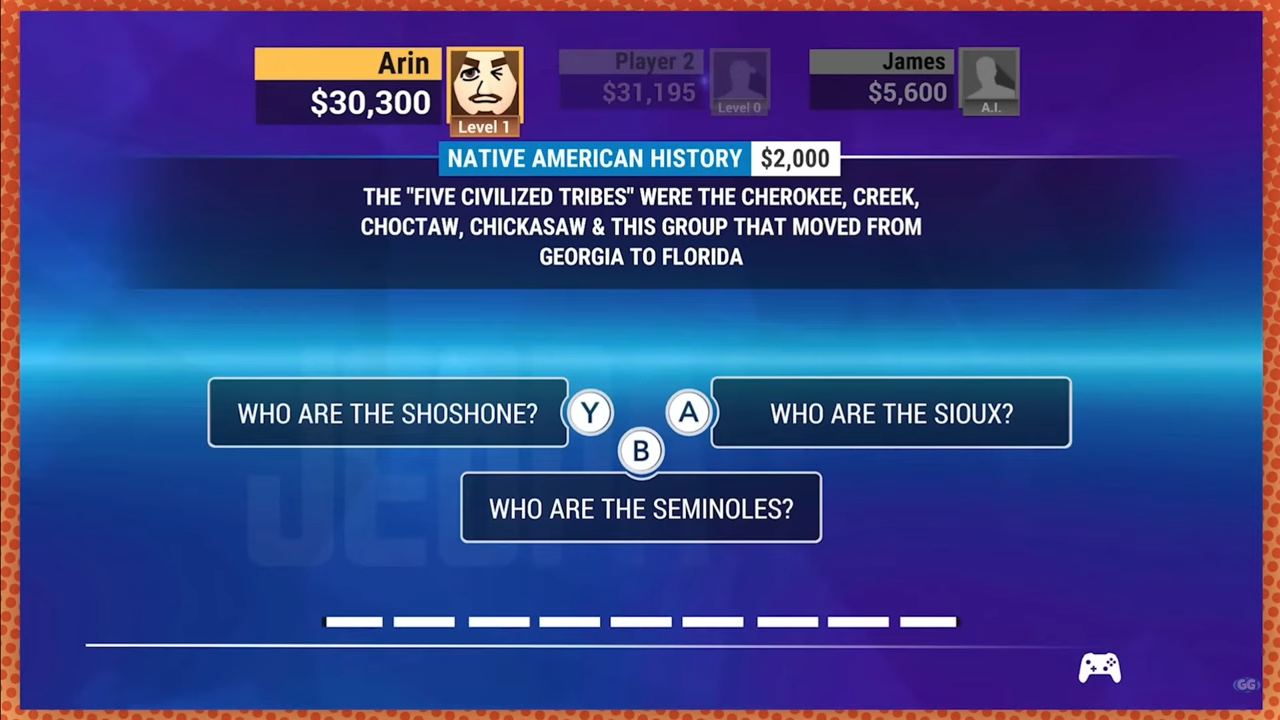 Arin
$30,300
Level 1
Player 2
$31,195
Level 0
James
$5,600
A.I.
NATIVE AMERICAN HISTORY $2,000
THE "FIVE CIVILIZED TRIBES" WERE THE CHEROKEE, CREEK,
CHOCTAW, CHICKASAW & THIS GROUP THAT MOVED FROM
GEORGIA TO FLORIDA
WHO ARE THE SHOSHONE? Y
A WHO ARE THE SIOUX?
B
WHO ARE THE SEMINOLES?
GG